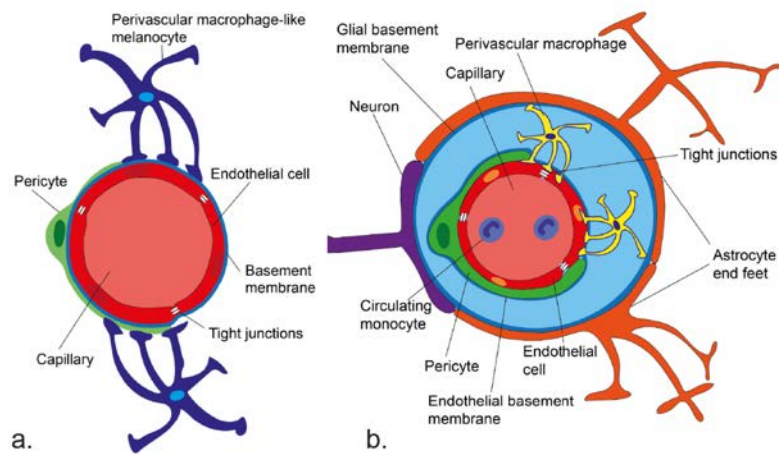 a.
Perivascular macrophage-like
melanocyte
Pericyte
Endothelial cell
Basement
membrane
Tight junctions
Capillary
b.
Glial basement
membrane
Perivascular macrophage
Capillary
Neuron
Tight junctions
Astrocyte
end feet
Circulating
monocyte
Pericyte
Endothelial
cell
Endothelial basement
membrane